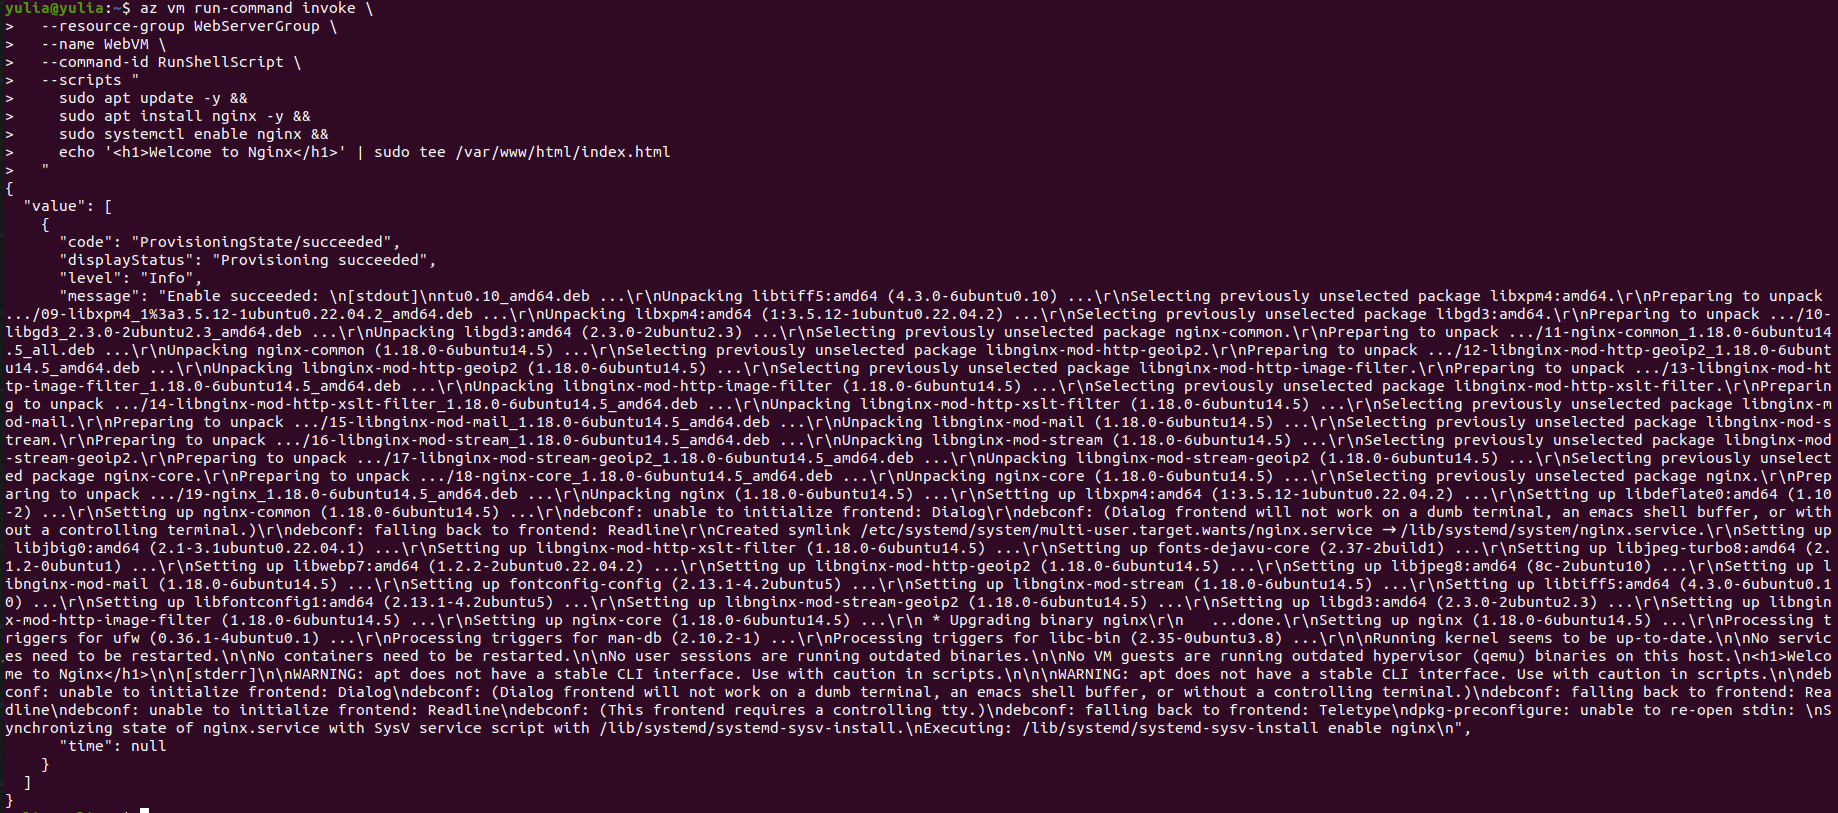 yulia@yulia:~$ az vm run-command invoke \
>   --resource-group WebServerGroup \
>   --name WebVM \
>   --command-id RunShellScript \
>   --scripts "
>     sudo apt update -y &&
>     sudo apt install nginx -y &&
>     sudo systemctl enable nginx &&
>     echo '<h1>Welcome to Nginx</h1>' | sudo tee /var/www/html/index.html
>   "
{
  "value": [
    {
      "code": "ProvisioningState/succeeded",
      "displayStatus": "Provisioning succeeded",
      "level": "Info",
      "message": "Enable succeeded: \n[stdout]\nntu0.10_amd64.deb ...\r\nUnpacking libtiff5:amd64 (4.3.0-6ubuntu0.10) ...\r\nSelecting previously unselected package libxpm4:amd64.\r\nPreparing to unpack
.../09-libxpm4_1%3a3.5.12-1ubuntu0.22.04.2_amd64.deb ...\r\nUnpacking libxpm4:amd64 (1:3.5.12-1ubuntu0.22.04.2) ...\r\nSelecting previously unselected package libgd3:amd64.\r\nPreparing to unpack .../10-
libgd3_2.3.0-2ubuntu2.3_amd64.deb ...\r\nUnpacking libgd3:amd64 (2.3.0-2ubuntu2.3) ...\r\nSelecting previously unselected package nginx-common.\r\nPreparing to unpack .../11-nginx-common_1.18.0-6ubuntu14
.5_all.deb ...\r\nUnpacking nginx-common (1.18.0-6ubuntu14.5) ...\r\nSelecting previously unselected package libnginx-mod-http-geoip2.\r\nPreparing to unpack .../12-libnginx-mod-http-geoip2_1.18.0-6ubunt
u14.5_amd64.deb ...\r\nUnpacking libnginx-mod-http-geoip2 (1.18.0-6ubuntu14.5) ...\r\nSelecting previously unselected package libnginx-mod-http-image-filter.\r\nPreparing to unpack .../13-libnginx-mod-ht
tp-image-filter_1.18.0-6ubuntu14.5_amd64.deb ...\r\nUnpacking libnginx-mod-http-image-filter (1.18.0-6ubuntu14.5) ...\r\nSelecting previously unselected package libnginx-mod-http-xslt-filter.\r\nPreparin
g to unpack .../14-libnginx-mod-http-xslt-filter_1.18.0-6ubuntu14.5_amd64.deb ...\r\nUnpacking libnginx-mod-http-xslt-filter (1.18.0-6ubuntu14.5) ...\r\nSelecting previously unselected package libnginx-m
od-mail.\r\nPreparing to unpack .../15-libnginx-mod-mail_1.18.0-6ubuntu14.5_amd64.deb ...\r\nUnpacking libnginx-mod-mail (1.18.0-6ubuntu14.5) ...\r\nSelecting previously unselected package libnginx-mod-s
tream.\r\nPreparing to unpack .../16-libnginx-mod-stream_1.18.0-6ubuntu14.5_amd64.deb ...\r\nUnpacking libnginx-mod-stream (1.18.0-6ubuntu14.5) ...\r\nSelecting previously unselected package libnginx-mod
-stream-geoip2.\r\nPreparing to unpack .../17-libnginx-mod-stream-geoip2_1.18.0-6ubuntu14.5_amd64.deb ...\r\nUnpacking libnginx-mod-stream-geoip2 (1.18.0-6ubuntu14.5) ...\r\nSelecting previously unselect
ed package nginx-core.\r\nPreparing to unpack .../18-nginx-core_1.18.0-6ubuntu14.5_amd64.deb ...\r\nUnpacking nginx-core (1.18.0-6ubuntu14.5) ...\r\nSelecting previously unselected package nginx.\r\nPrep
aring to unpack .../19-nginx_1.18.0-6ubuntu14.5_amd64.deb ...\r\nUnpacking nginx (1.18.0-6ubuntu14.5) ...\r\nSetting up libxpm4:amd64 (1:3.5.12-1ubuntu0.22.04.2) ...\r\nSetting up libdeflate0:amd64 (1.10
-2) ...\r\nSetting up nginx-common (1.18.0-6ubuntu14.5) ...\r\ndebconf: unable to initialize frontend: Dialog\r\ndebconf: (Dialog frontend will not work on a dumb terminal, an emacs shell buffer, or with
out a controlling terminal.)\r\ndebconf: falling back to frontend: Readline\r\nCreated symlink /etc/systemd/system/multi-user.target.wants/nginx.service → /lib/systemd/system/nginx.service.\r\nSetting up
 libjbig0:amd64 (2.1-3.1ubuntu0.22.04.1) ...\r\nSetting up libnginx-mod-http-xslt-filter (1.18.0-6ubuntu14.5) ...\r\nSetting up fonts-dejavu-core (2.37-2build1) ...\r\nSetting up libjpeg-turbo8:amd64 (2.
1.2-0ubuntu1) ...\r\nSetting up libwebp7:amd64 (1.2.2-2ubuntu0.22.04.2) ...\r\nSetting up libnginx-mod-http-geoip2 (1.18.0-6ubuntu14.5) ...\r\nSetting up libjpeg8:amd64 (8c-2ubuntu10) ...\r\nSetting up l
ibnginx-mod-mail (1.18.0-6ubuntu14.5) ...\r\nSetting up fontconfig-config (2.13.1-4.2ubuntu5) ...\r\nSetting up libnginx-mod-stream (1.18.0-6ubuntu14.5) ...\r\nSetting up libtiff5:amd64 (4.3.0-6ubuntu0.1
0) ...\r\nSetting up libfontconfig1:amd64 (2.13.1-4.2ubuntu5) ...\r\nSetting up libnginx-mod-stream-geoip2 (1.18.0-6ubuntu14.5) ...\r\nSetting up libgd3:amd64 (2.3.0-2ubuntu2.3) ...\r\nSetting up libngin
x-mod-http-image-filter (1.18.0-6ubuntu14.5) ...\r\nSetting up nginx-core (1.18.0-6ubuntu14.5) ...\r\n * Upgrading binary nginx\r\n   ...done.\r\nSetting up nginx (1.18.0-6ubuntu14.5) ...\r\nProcessing t
riggers for ufw (0.36.1-4ubuntu0.1) ...\r\nProcessing triggers for man-db (2.10.2-1) ...\r\nProcessing triggers for libc-bin (2.35-0ubuntu3.8) ...\r\n\nRunning kernel seems to be up-to-date.\n\nNo servic
es need to be restarted.\n\nNo containers need to be restarted.\n\nNo user sessions are running outdated binaries.\n\nNo VM guests are running outdated hypervisor (qemu) binaries on this host.\n<h1>Welco
me to Nginx</h1>\n\n[stderr]\n\nWARNING: apt does not have a stable CLI interface. Use with caution in scripts.\n\n\nWARNING: apt does not have a stable CLI interface. Use with caution in scripts.\n\ndeb
conf: unable to initialize frontend: Dialog\ndebconf: (Dialog frontend will not work on a dumb terminal, an emacs shell buffer, or without a controlling terminal.)\ndebconf: falling back to frontend: Rea
dline\ndebconf: unable to initialize frontend: Readline\ndebconf: (This frontend requires a controlling tty.)\ndebconf: falling back to frontend: Teletype\ndpkg-preconfigure: unable to re-open stdin: \nS
ynchronizing state of nginx.service with SysV service script with /lib/systemd/systemd-sysv-install.\nExecuting: /lib/systemd/systemd-sysv-install enable nginx\n",
      "time": null
    }
  ]
}